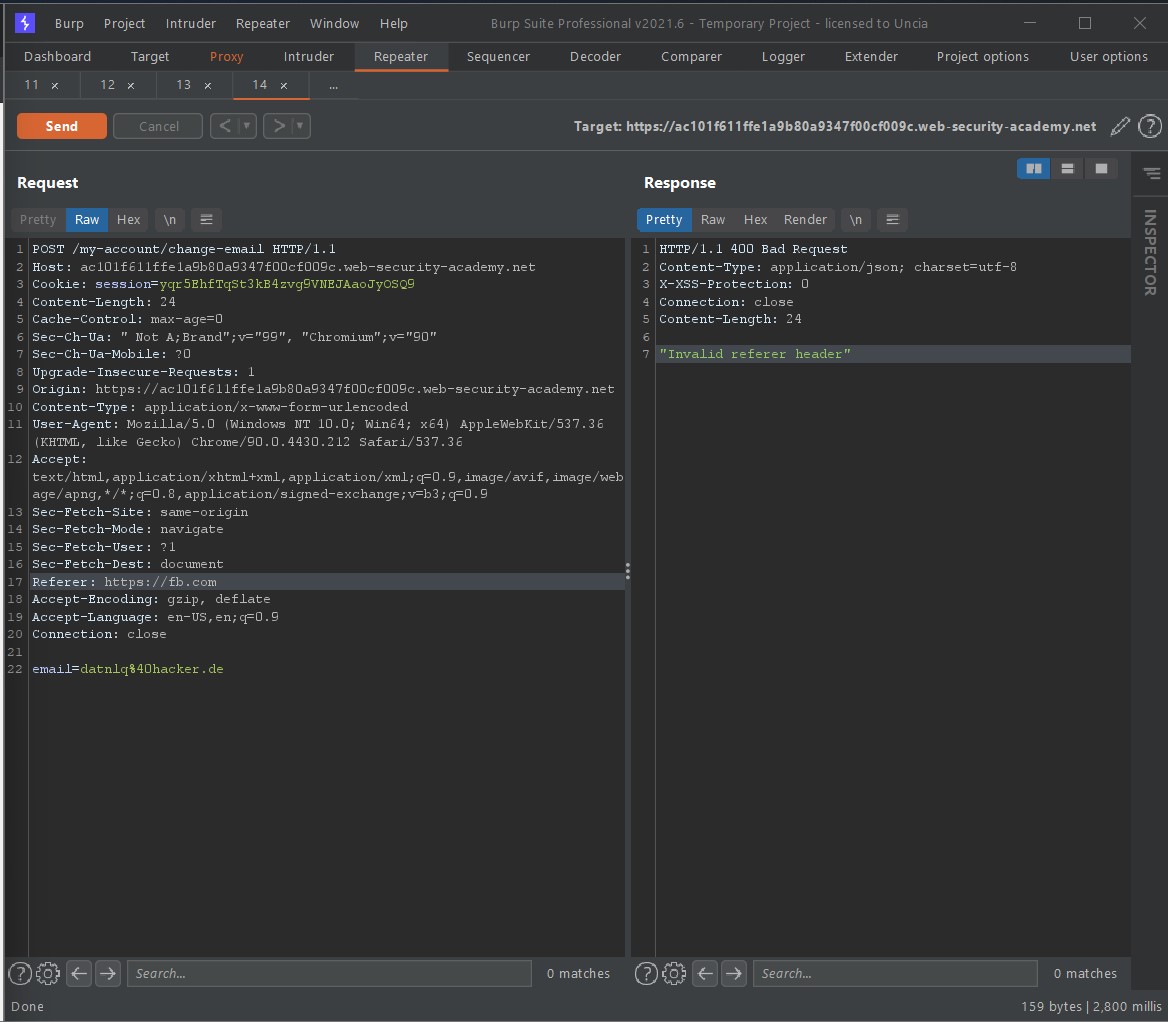 Burp Project Intruder Repeater Window Help Burp Suite Professional v2021.6 - Temporary Project - licensed to Uncia
Dashboard Target Proxy Intruder Repeater Sequencer Decoder Comparer Logger Extender Project options User options
11 × 12 × 13 × 14 × ...
Send Cancel < > Target: https://ac101f611ffe1a9b80a9347f00cf009c.web-security-academy.net ?
Request
Pretty Raw Hex \n
1 POST /my-account/change-email HTTP/1.1
2 Host: ac101f611ffe1a9b80a9347f00cf009c.web-security-academy.net
3 Cookie: session=yqr5EhfTqSt3kB4zvg9VNEJAaoJyOSQ9
4 Content-Length: 24
5 Cache-Control: max-age=0
6 Sec-Ch-Ua: " Not A;Brand";v="99", "Chromium";v="90"
7 Sec-Ch-Ua-Mobile: ?0
8 Upgrade-Insecure-Requests: 1
9 Origin: https://ac101f611ffe1a9b80a9347f00cf009c.web-security-academy.net
10 Content-Type: application/x-www-form-urlencoded
11 User-Agent: Mozilla/5.0 (Windows NT 10.0; Win64; x64) AppleWebKit/537.36
(KHTML, like Gecko) Chrome/90.0.4430.212 Safari/537.36
12 Accept:
text/html,application/xhtml+xml,application/xml;q=0.9,image/avif,image/web
age/apng,*/*;q=0.8,application/signed-exchange;v=b3;q=0.9
13 Sec-Fetch-Site: same-origin
14 Sec-Fetch-Mode: navigate
15 Sec-Fetch-User: ?1
16 Sec-Fetch-Dest: document
17 Referer: https://fb.com
18 Accept-Encoding: gzip, deflate
19 Accept-Language: en-US,en;q=0.9
20 Connection: close
21
22 email=datnlq%40hacker.de
? Search... 0 matches
Response
Pretty Raw Hex Render \n
1 HTTP/1.1 400 Bad Request
2 Content-Type: application/json; charset=utf-8
3 X-XSS-Protection: 0
4 Connection: close
5 Content-Length: 24
6
7 "Invalid referer header"
? Search... 0 matches
INSPECTOR
Done 159 bytes | 2,800 millis